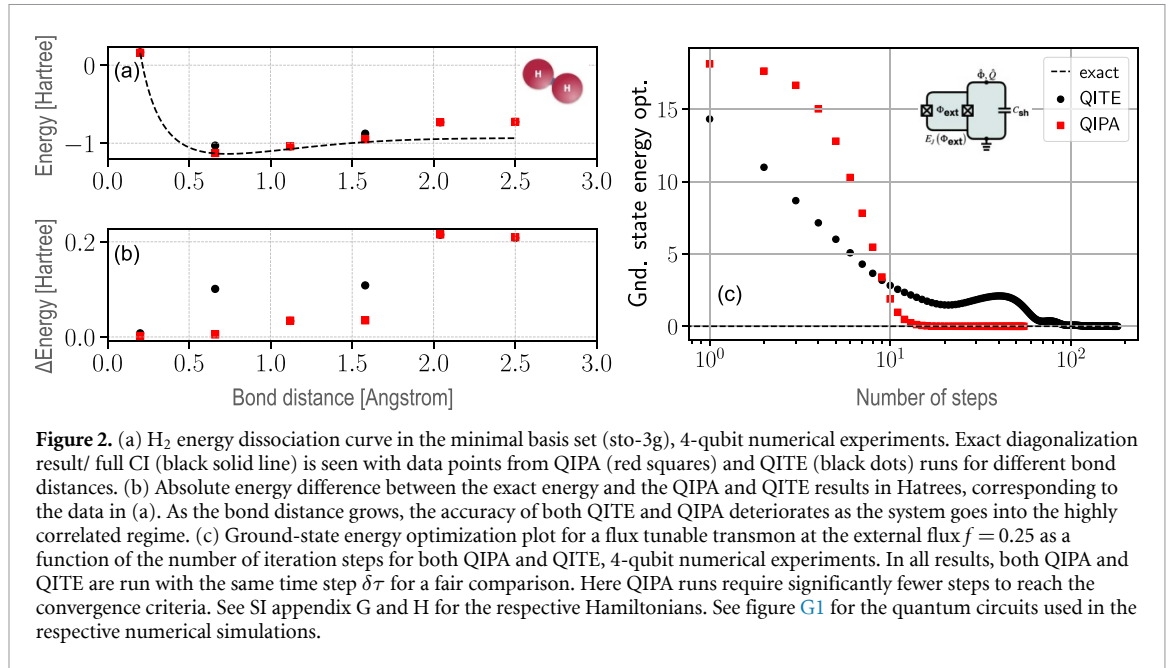 Energy [Hartree]
0
−1
(a)
H
H
0.0 0.5 1.0 1.5 2.0 2.5 3.0
ΔEnergy [Hartree]
0.2
0.0
(b)
0.0 0.5 1.0 1.5 2.0 2.5 3.0
Bond distance [Angstrom]
Gnd. state energy opt.
15
10
5
0
(c)
Φ̂, Q̂
Φext
Csh
EJ(Φext)
exact
QITE
QIPA
10⁰ 10¹ 10²
Number of steps
Figure 2. (a) H₂ energy dissociation curve in the minimal basis set (sto-3g), 4-qubit numerical experiments. Exact diagonalization
result/ full CI (black solid line) is seen with data points from QIPA (red squares) and QITE (black dots) runs for different bond
distances. (b) Absolute energy difference between the exact energy and the QIPA and QITE results in Hatrees, corresponding to
the data in (a). As the bond distance grows, the accuracy of both QITE and QIPA deteriorates as the system goes into the highly
correlated regime. (c) Ground-state energy optimization plot for a flux tunable transmon at the external flux f = 0.25 as a
function of the number of iteration steps for both QIPA and QITE, 4-qubit numerical experiments. In all results, both QIPA and
QITE are run with the same time step δτ for a fair comparison. Here QIPA runs require significantly fewer steps to reach the
convergence criteria. See SI appendix G and H for the respective Hamiltonians. See figure G1 for the quantum circuits used in the
respective numerical simulations.